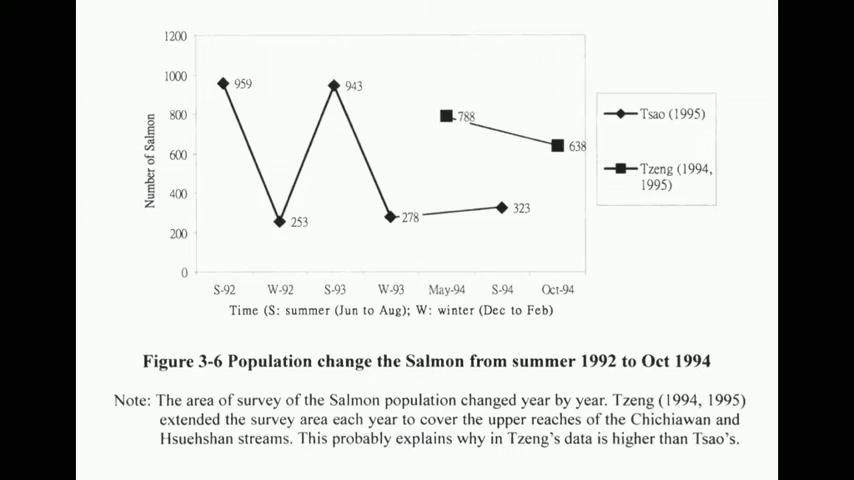 1200
1000
800
600
400
200
0
Number of Salmon
959
253
943
278
788
323
638
S-92 W-92 S-93 W-93 May-94 S-94 Oct-94
Time (S: summer (Jun to Aug); W: winter (Dec to Feb)
Tsao (1995)
Tzeng (1994,
1995)
Figure 3-6 Population change the Salmon from summer 1992 to Oct 1994
Note: The area of survey of the Salmon population changed year by year. Tzeng (1994, 1995)
extended the survey area each year to cover the upper reaches of the Chichiawan and
Hsuehshan streams. This probably explains why in Tzeng's data is higher than Tsao's.